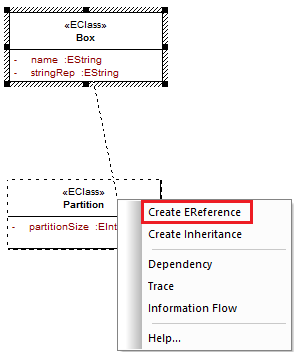 «EClass»
Box
- name :EString
- stringRep :EString
«EClass»
Partition
- partitionSize :EInt
Create EReference
Create Inheritance
Dependency
Trace
Information Flow
Help...